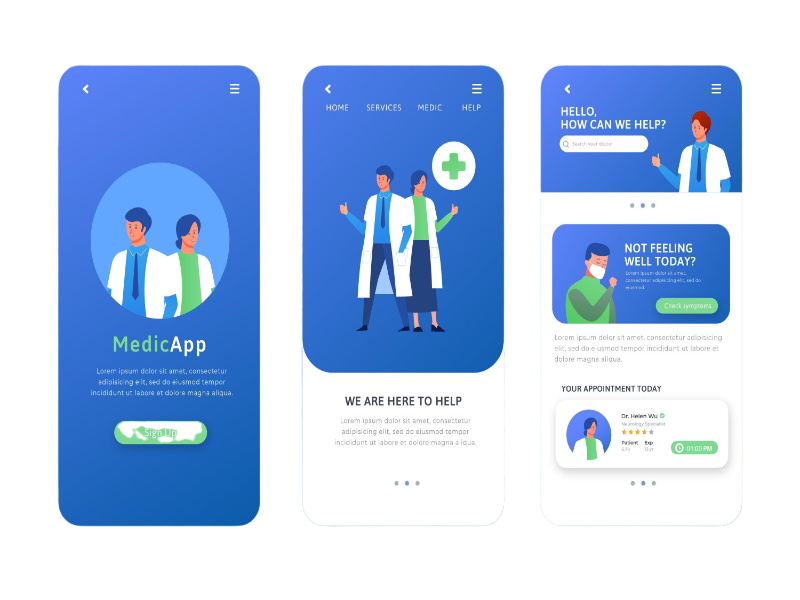 MedicApp
Lorem ipsum dolor sit amet, consectetur
adipisicing elit, sed do eiusmod tempor
incididunt ut labore et dolore magna aliqua.
Sign Up
HOME SERVICES MEDIC HELP
WE ARE HERE TO HELP
Lorem ipsum dolor sit amet, consectetur
adipisicing elit, sed do eiusmod tempor
incididunt ut labore et dolore magna aliqua.
HELLO,
HOW CAN WE HELP?
Search your doctor
NOT FEELING
WELL TODAY?
Lorem ipsum dolor sit amet,
consectetur adipiscing elit, sed do
eiusmod.
Check symptoms
Lorem ipsum dolor sit amet, consectetur adipiscing
elit, sed do eiusmod tempor incididunt ut labore et
dolore magna aliqua.
YOUR APPOINTMENT TODAY
Dr. Helen Wu
Neurology Specialist
Patient Exp
01:00 PM